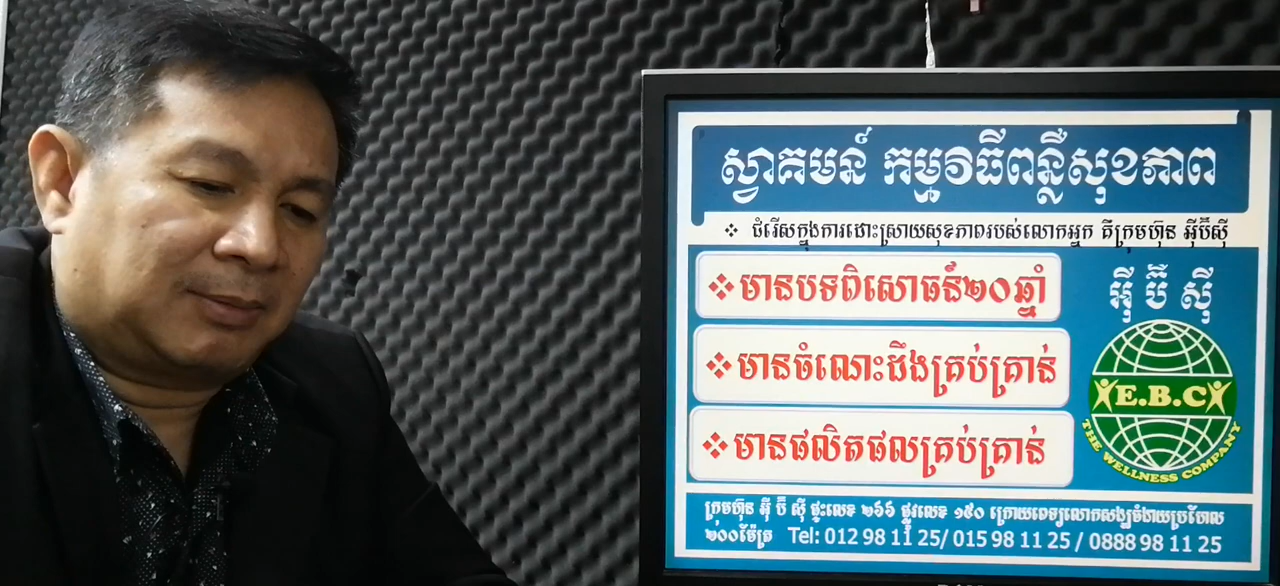 ស្វាគមន៍ កម្មវិធីពន្លឺសុខភាព
❖ ជំរើសក្នុងការដោះស្រាយសុខភាពរបស់លោកអ្នក គឺក្រុមហ៊ុន អ៊ីប៊ីស៊ី
❖មានបទពិសោធន៍២០ឆ្នាំ
❖មានចំណេះដឹងគ្រប់គ្រាន់
❖មានផលិតផលគ្រប់គ្រាន់
អ៊ី ប៊ី ស៊ី
E.B.C
THE WELLNESS COMPANY
ក្រុមហ៊ុន អ៊ី ប៊ី ស៊ី ផ្ទះលេខ ២៦៦ ផ្លូវលេខ ១៥០ ក្រោយពេទ្យលោកសង្ឃចំងាយប្រហែល
២០០ម៉ែត្រ Tel: 012 98 11 25/ 015 98 11 25 / 0888 98 11 25